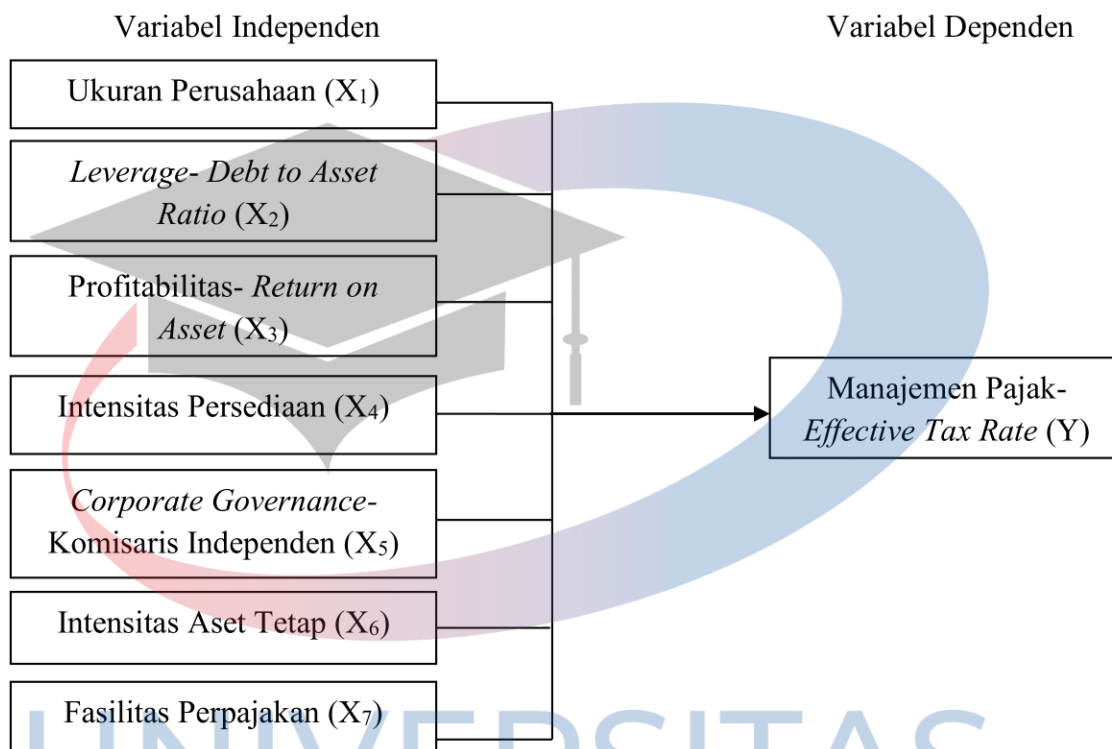 Variabel Independen
Variabel Dependen
Ukuran Perusahaan (X₁)
Leverage- Debt to Asset
Ratio (X₂)
Profitabilitas- Return on
Asset (X₃)
Intensitas Persediaan (X₄)
Corporate Governance-
Komisaris Independen (X₅)
Intensitas Aset Tetap (X₆)
Fasilitas Perpajakan (X₇)
Manajemen Pajak-
Effective Tax Rate (Y)
UNIVERSITAS